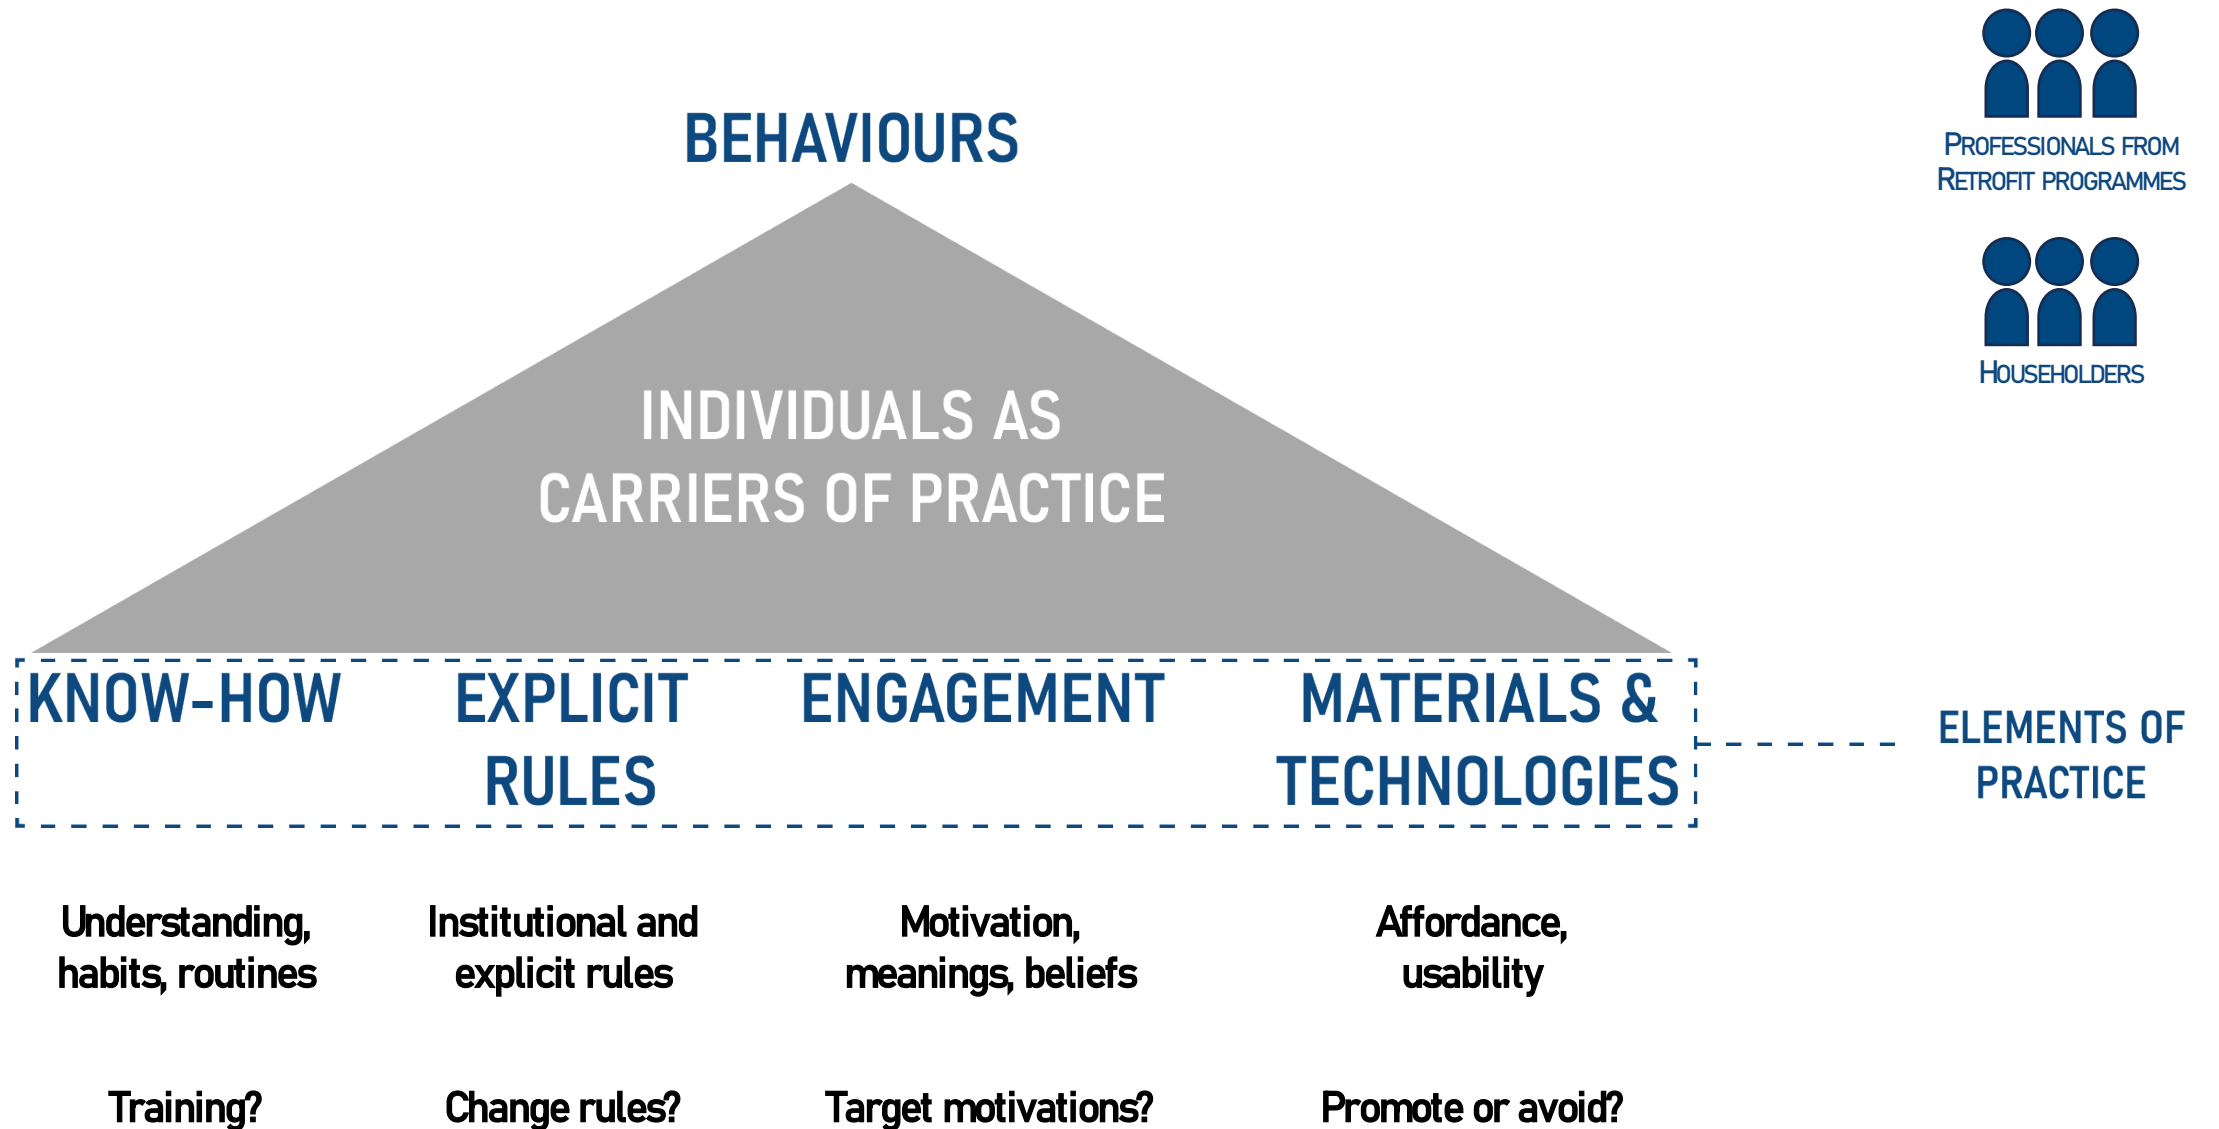 PROFESSIONALS FROM
RETROFIT PROGRAMMES
HOUSEHOLDERS
BEHAVIOURS
INDIVIDUALS AS
CARRIERS OF PRACTICE
KNOW-HOW
EXPLICIT
RULES
ENGAGEMENT
MATERIALS &
TECHNOLOGIES
ELEMENTS OF
PRACTICE
Understanding,
habits, routines
Institutional and
explicit rules
Motivation,
meanings, beliefs
Affordance,
usability
Training?
Change rules?
Target motivations?
Promote or avoid?